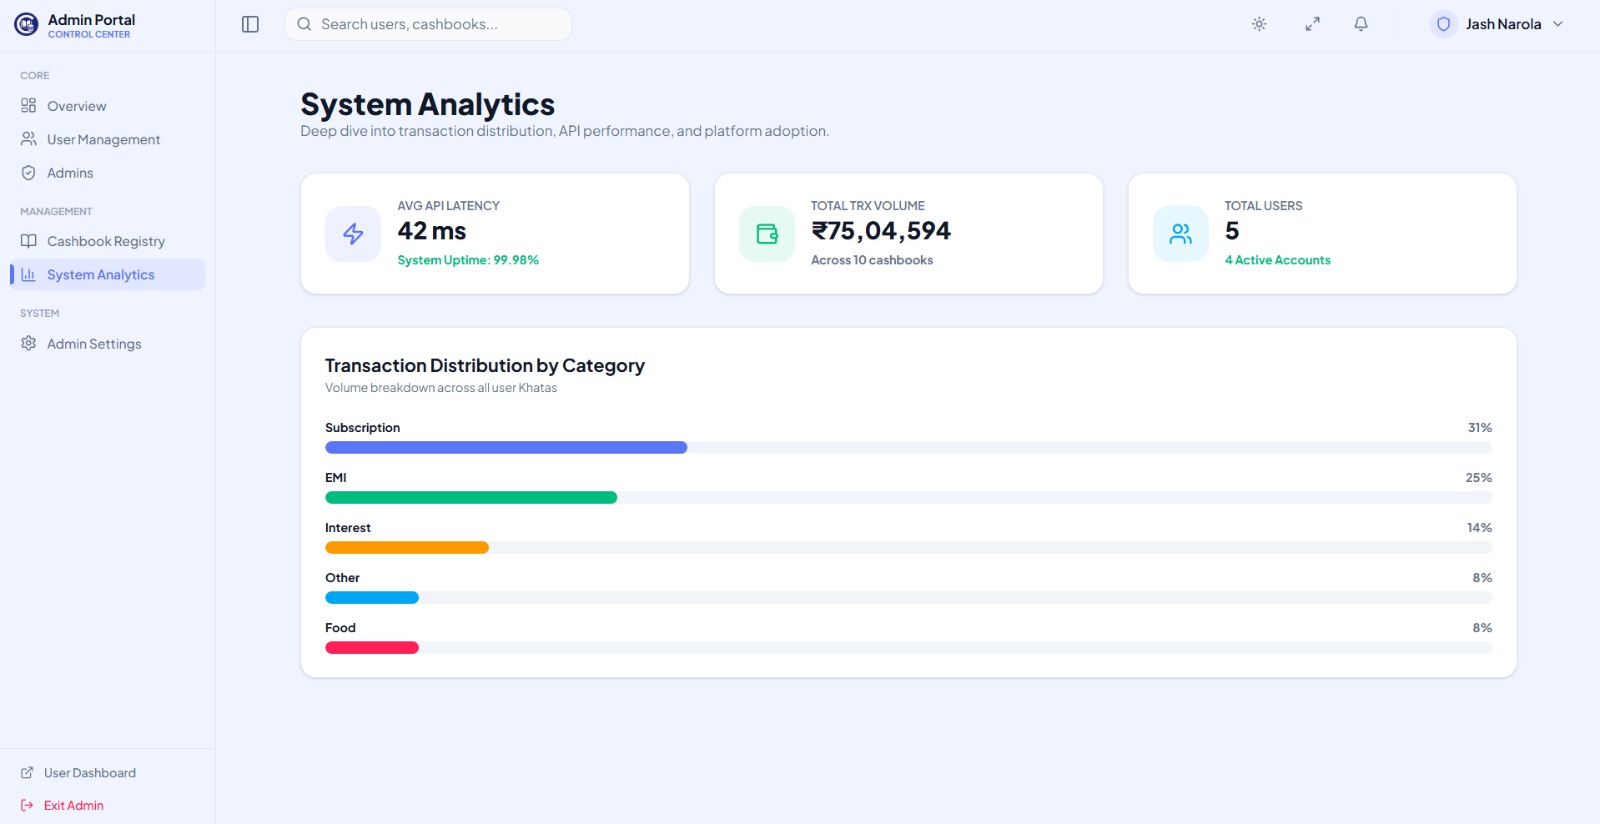 Admin Portal
CONTROL CENTER
Search users, cashbooks...
Jash Narola
CORE
Overview
User Management
Admins
MANAGEMENT
Cashbook Registry
System Analytics
SYSTEM
Admin Settings
User Dashboard
Exit Admin
System Analytics
Deep dive into transaction distribution, API performance, and platform adoption.
AVG API LATENCY
42 ms
System Uptime: 99.98%
TOTAL TRX VOLUME
₹75,04,594
Across 10 cashbooks
TOTAL USERS
5
4 Active Accounts
Transaction Distribution by Category
Volume breakdown across all user Khatas
Subscription 31%
EMI 25%
Interest 14%
Other 8%
Food 8%